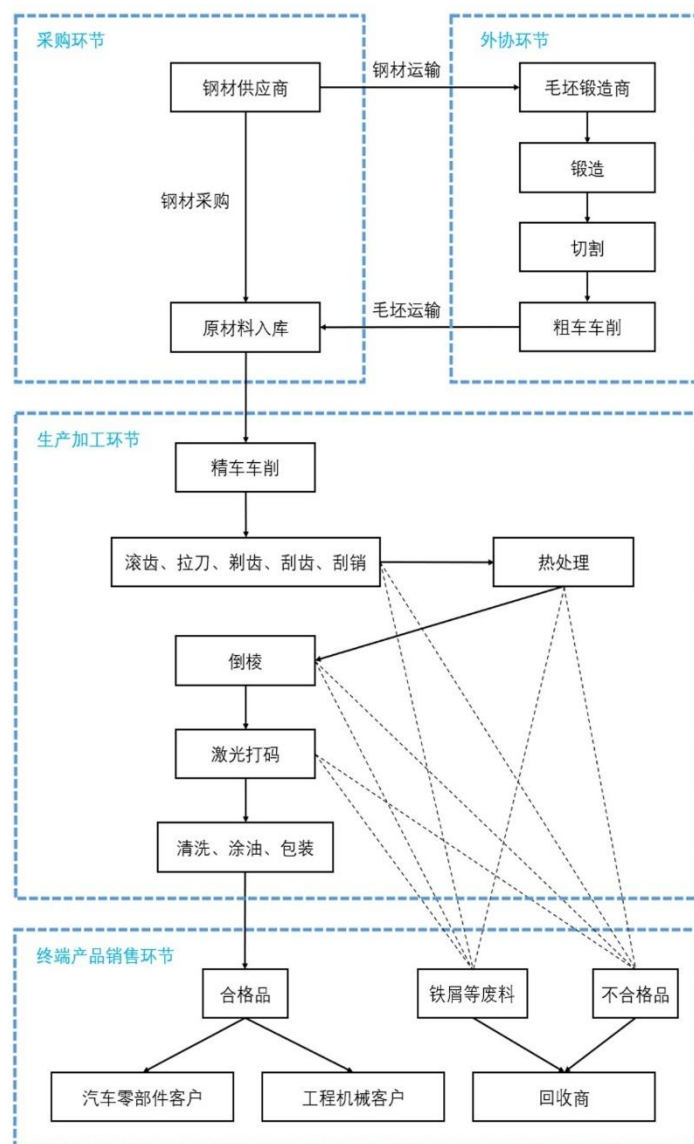 采购环节
外协环节
钢材供应商
钢材运输
毛坯锻造商
锻造
钢材采购
切割
原材料入库
毛坯运输
粗车车削
生产加工环节
精车车削
滚齿、拉刀、剃齿、刮齿、刮销
热处理
倒棱
激光打码
清洗、涂油、包装
终端产品销售环节
合格品
铁屑等废料
不合格品
汽车零部件客户
工程机械客户
回收商